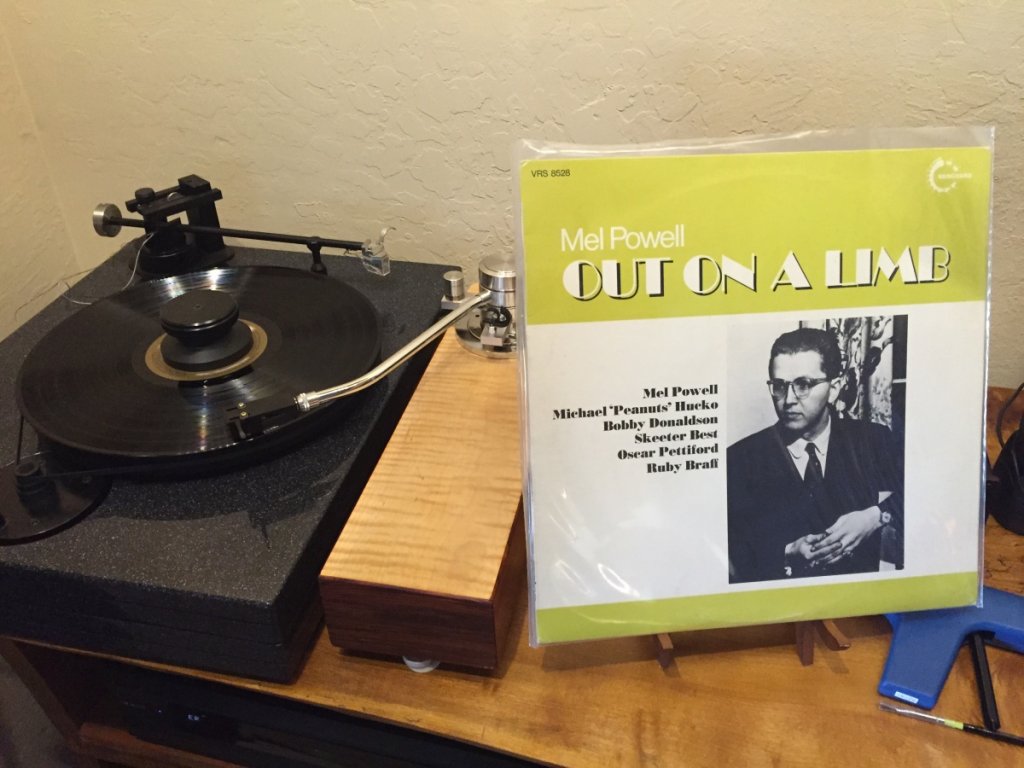 VRS 8528
VANGUARD
Mel Powell
OUT ON A LIMB
Mel Powell
Michael 'Peanuts' Hucko
Bobby Donaldson
Skeeter Best
Oscar Pettiford
Ruby Braff